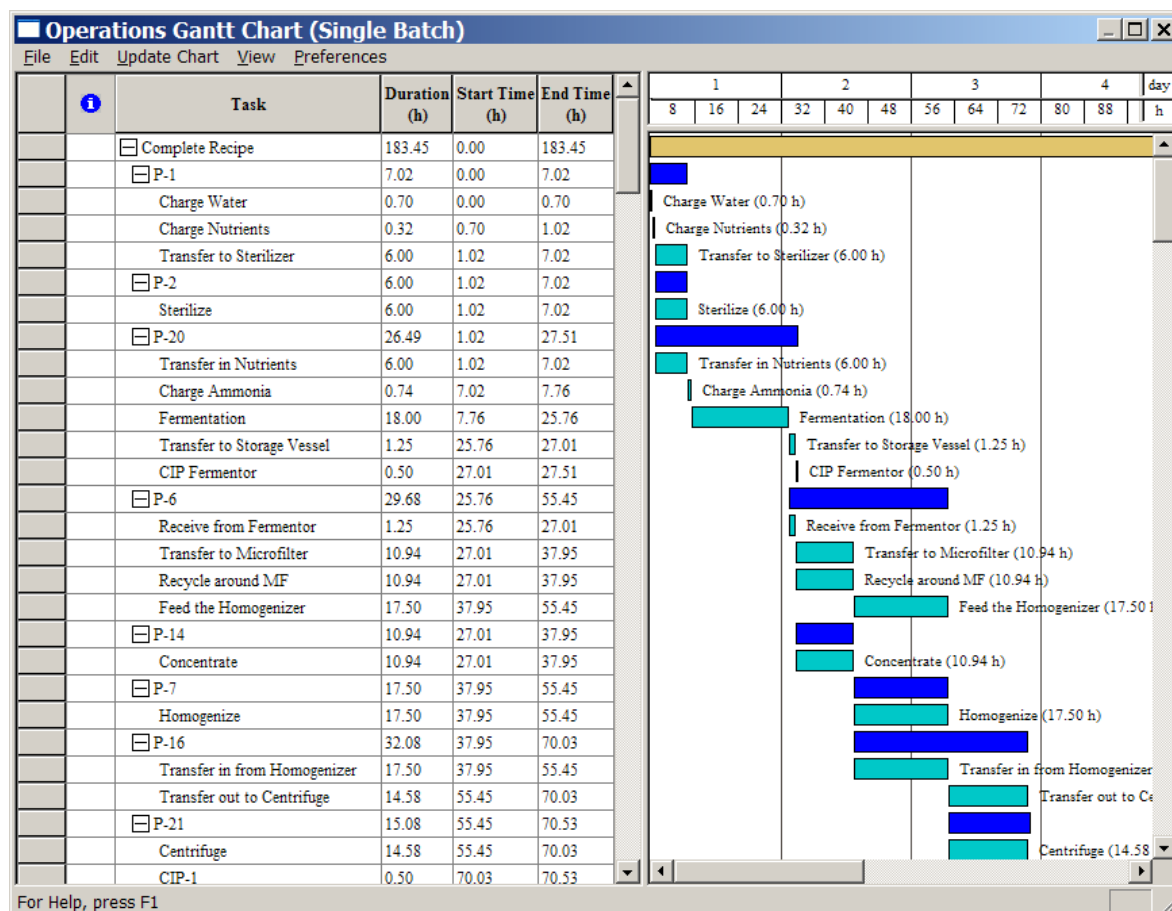 Operations Gantt Chart (Single Batch)
File Edit Update Chart View Preferences
Task Duration (h) Start Time (h) End Time (h)
1 2 3 4 day
8 16 24 32 40 48 56 64 72 80 88 h
Complete Recipe 183.45 0.00 183.45
P-1 7.02 0.00 7.02
Charge Water 0.70 0.00 0.70 Charge Water (0.70 h)
Charge Nutrients 0.32 0.70 1.02 Charge Nutrients (0.32 h)
Transfer to Sterilizer 6.00 1.02 7.02 Transfer to Sterilizer (6.00 h)
P-2 6.00 1.02 7.02
Sterilize 6.00 1.02 7.02 Sterilize (6.00 h)
P-20 26.49 1.02 27.51
Transfer in Nutrients 6.00 1.02 7.02 Transfer in Nutrients (6.00 h)
Charge Ammonia 0.74 7.02 7.76 Charge Ammonia (0.74 h)
Fermentation 18.00 7.76 25.76 Fermentation (18.00 h)
Transfer to Storage Vessel 1.25 25.76 27.01 Transfer to Storage Vessel (1.25 h)
CIP Fermentor 0.50 27.01 27.51 CIP Fermentor (0.50 h)
P-6 29.68 25.76 55.45
Receive from Fermentor 1.25 25.76 27.01 Receive from Fermentor (1.25 h)
Transfer to Microfilter 10.94 27.01 37.95 Transfer to Microfilter (10.94 h)
Recycle around MF 10.94 27.01 37.95 Recycle around MF (10.94 h)
Feed the Homogenizer 17.50 37.95 55.45 Feed the Homogenizer (17.50
P-14 10.94 27.01 37.95
Concentrate 10.94 27.01 37.95 Concentrate (10.94 h)
P-7 17.50 37.95 55.45
Homogenize 17.50 37.95 55.45 Homogenize (17.50 h)
P-16 32.08 37.95 70.03
Transfer in from Homogenizer 17.50 37.95 55.45 Transfer in from Homogenizer
Transfer out to Centrifuge 14.58 55.45 70.03 Transfer out to Ce
P-21 15.08 55.45 70.53
Centrifuge 14.58 55.45 70.03 Centrifuge (14.58
CIP-1 0.50 70.03 70.53
For Help, press F1